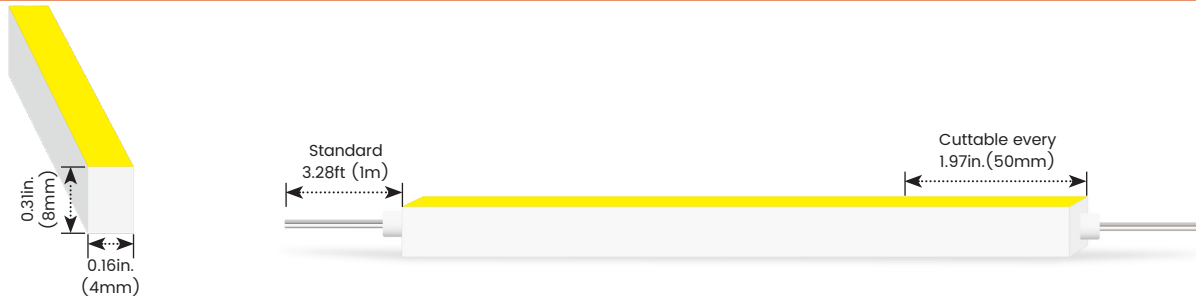 0.31in.
(8mm)
0.16in.
(4mm)
Standard
3.28ft (1m)
Cuttable every
1.97in.(50mm)